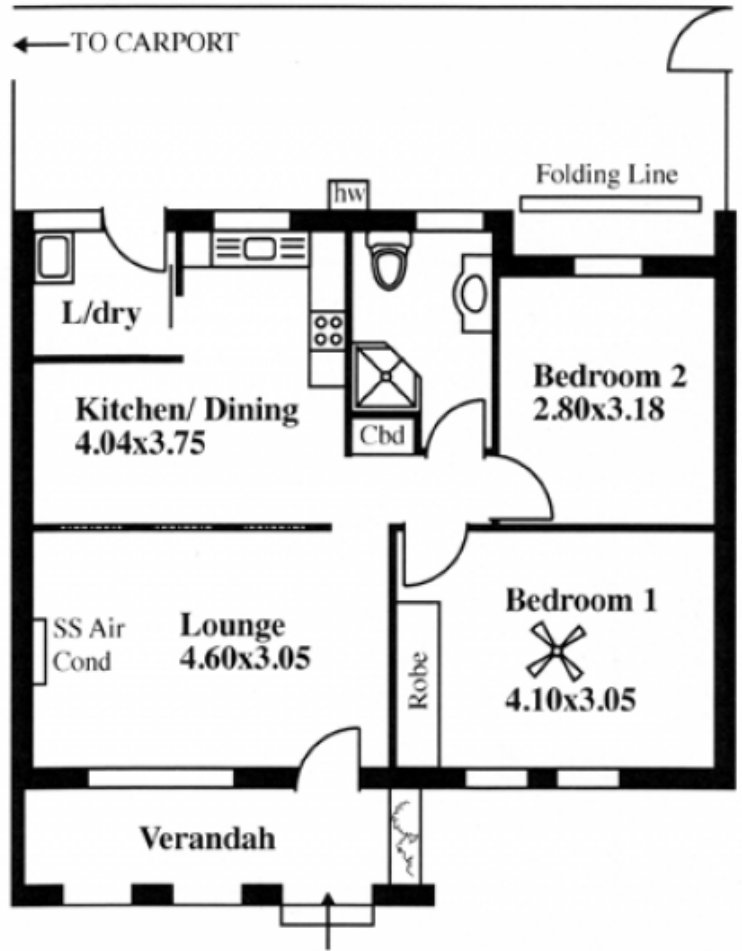 TO CARPORT
Folding Line
hw
L/dry
Kitchen/ Dining
4.04x3.75
Cbd
Bedroom 2
2.80x3.18
SS Air
Cond
Lounge
4.60x3.05
Robe
Bedroom 1
4.10x3.05
Verandah